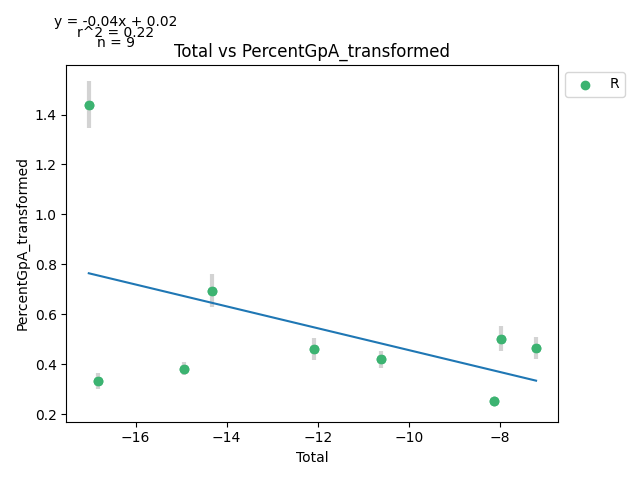 y = -0.04x + 0.02
r^2 = 0.22
n = 9
Total vs PercentGpA_transformed
R
PercentGpA_transformed
1.4
1.2
1.0
0.8
0.6
0.4
0.2
−16
−14
−12
−10
−8
Total